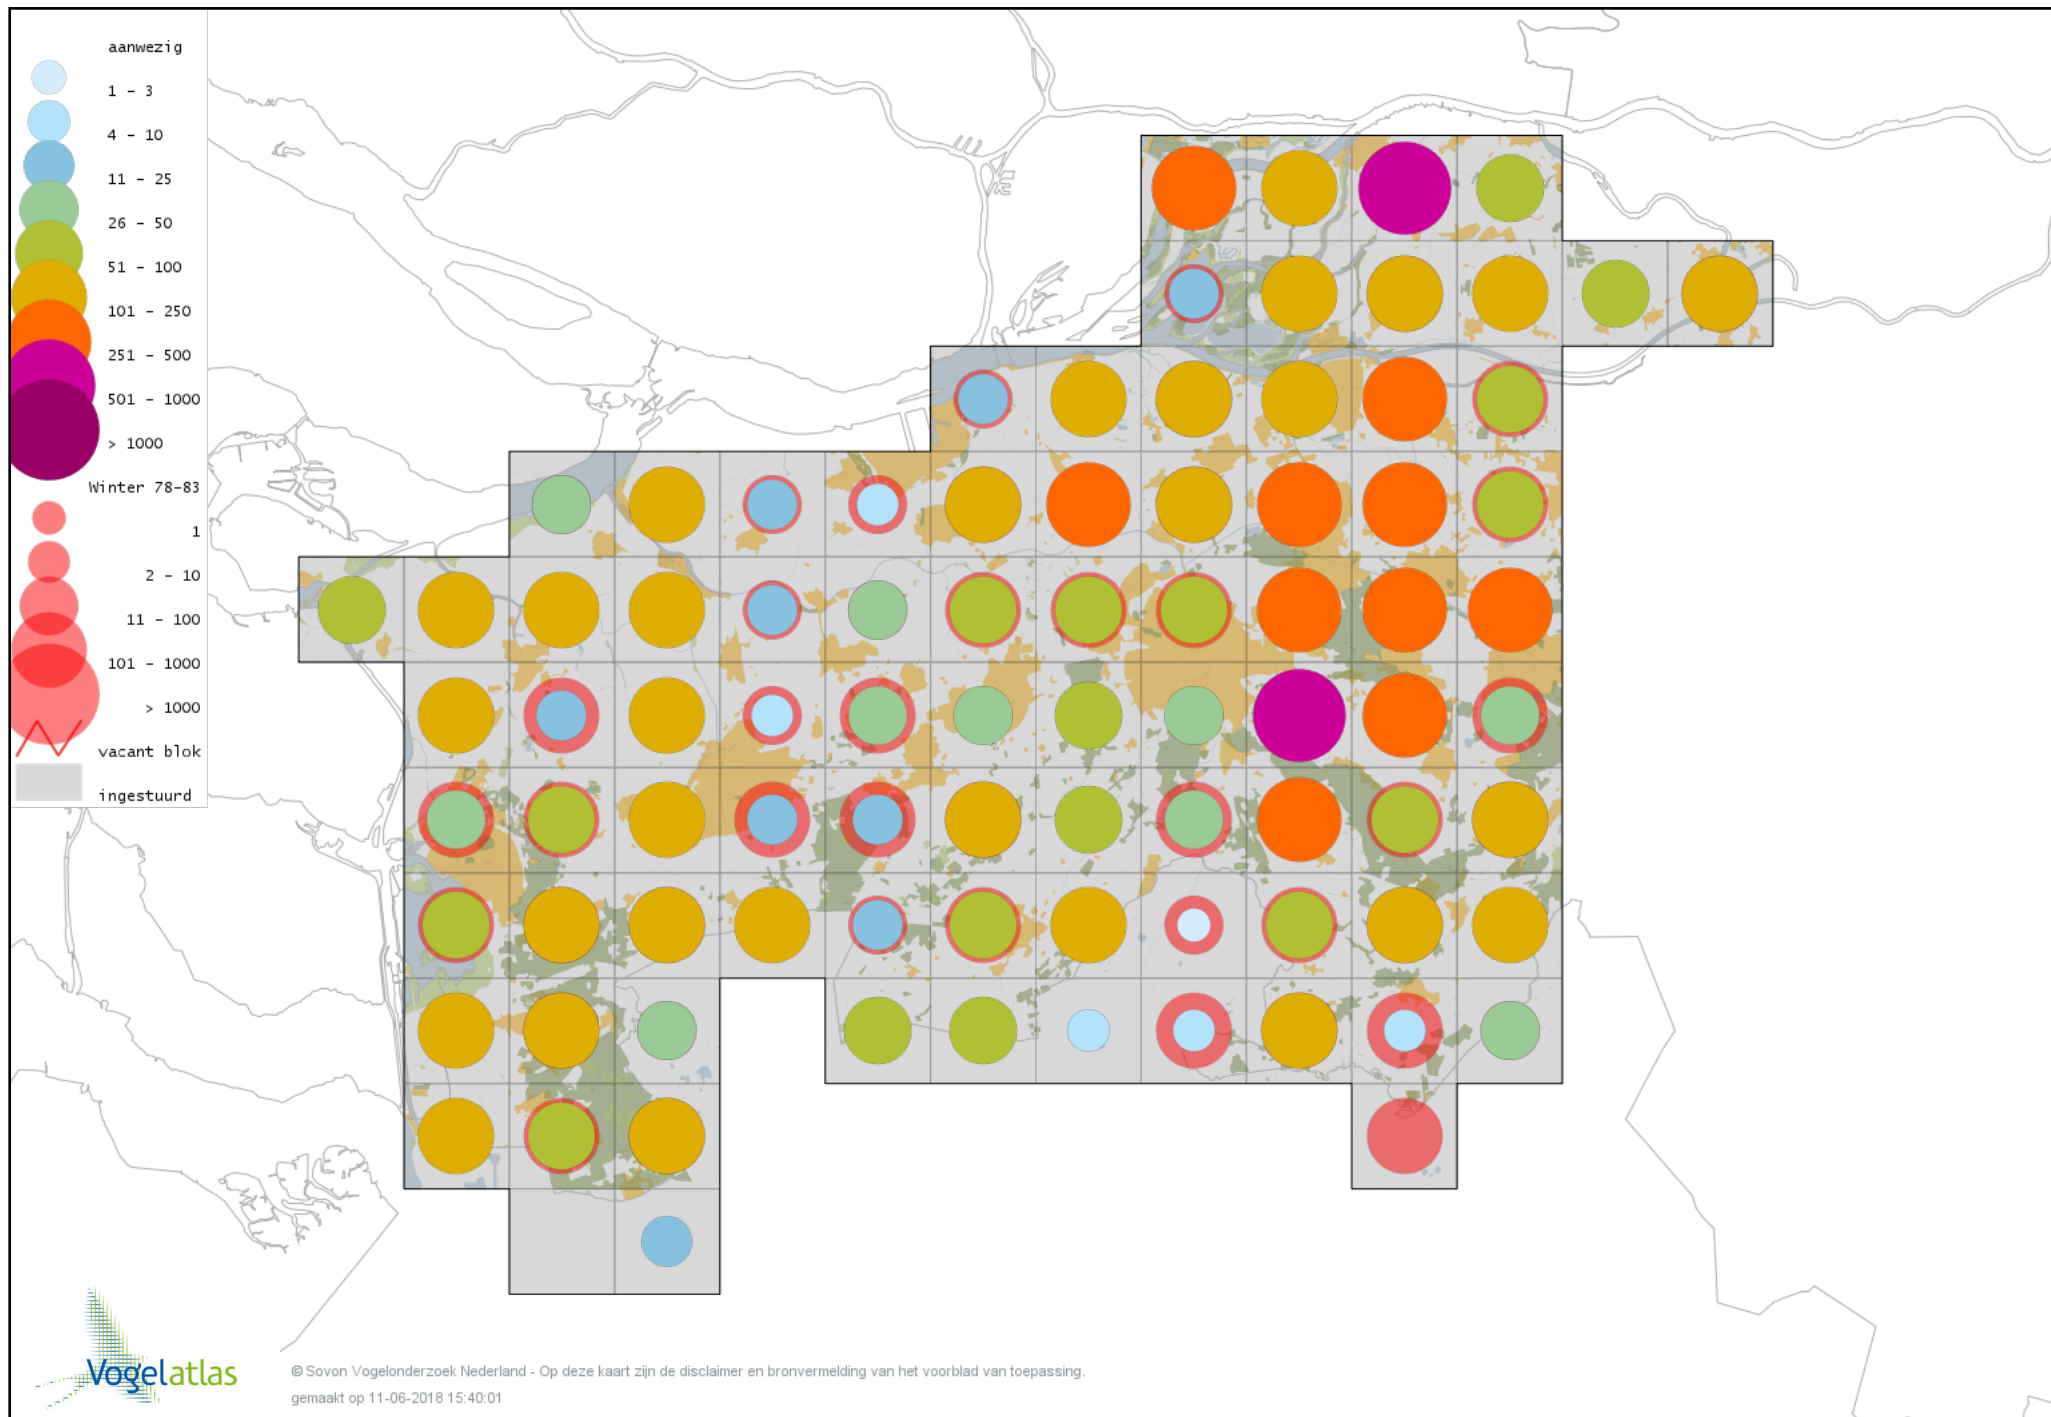 aanwezig
1 - 3
4 - 10
11 - 25
26 - 50
51 - 100
101 - 250
251 - 500
501 - 1000
> 1000
Winter 78-83
1
2 - 10
11 - 100
101 - 1000
> 1000
vacant blok
ingestuurd
Vogelatlas
© Sovon Vogelonderzoek Nederland - Op deze kaart zijn de disclaimer en bronvermelding van het voorblad van toepassing.
gemaakt op 11-06-2018 15:40:01